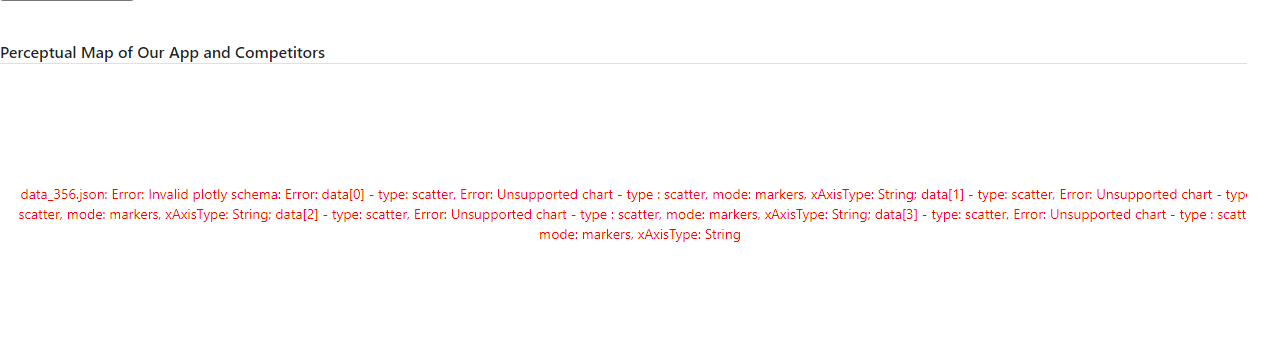 Perceptual Map of Our App and Competitors
data_356.json: Error: Invalid plotly schema: Error: data[0] - type: scatter, Error: Unsupported chart - type : scatter, mode: markers, xAxisType: String; data[1] - type: scatter, Error: Unsupported chart - type
scatter, mode: markers, xAxisType: String; data[2] - type: scatter, Error: Unsupported chart - type : scatter, mode: markers, xAxisType: String; data[3] - type: scatter, Error: Unsupported chart - type : scatt
mode: markers, xAxisType: String